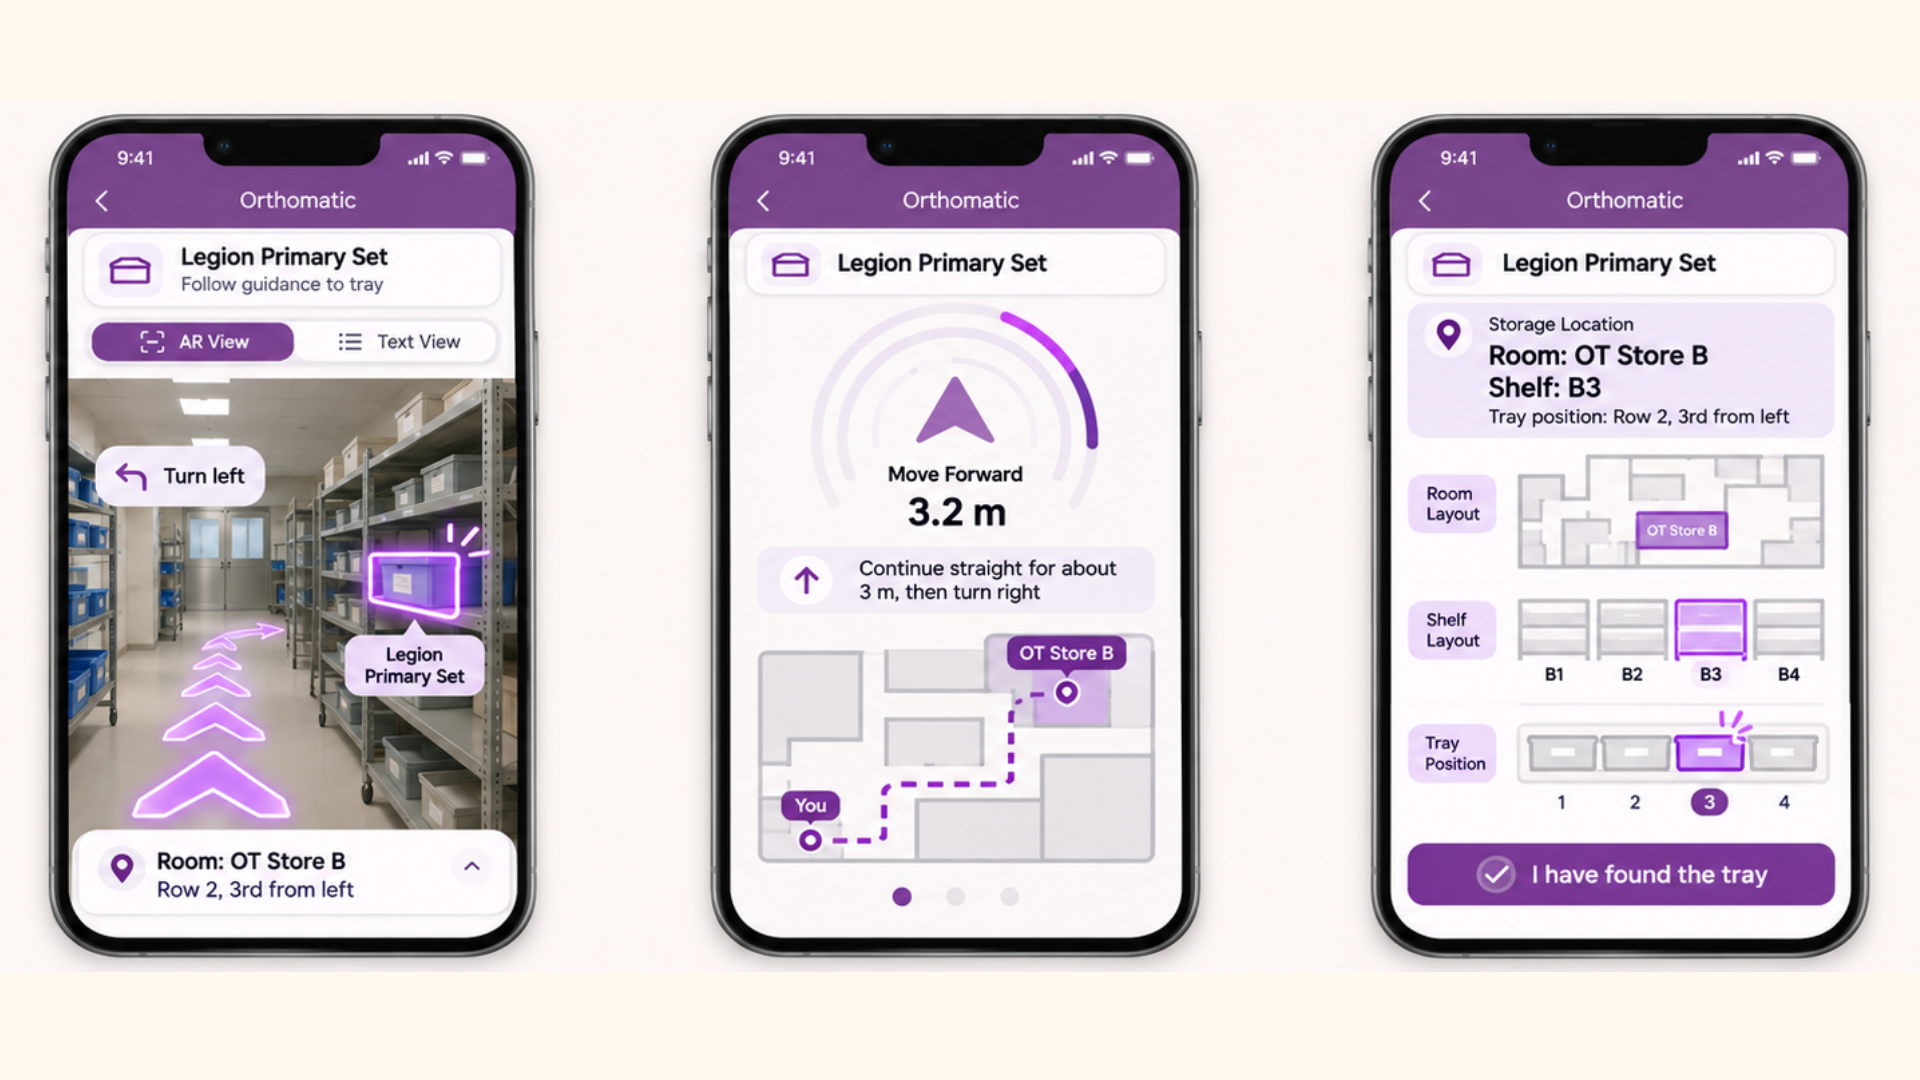 9:41
Orthomatic
Legion Primary Set
Follow guidance to tray
AR View
Text View
Turn left
Legion
Primary Set
Room: OT Store B
Row 2, 3rd from left
9:41
Orthomatic
Legion Primary Set
Move Forward
3.2 m
Continue straight for about
3 m, then turn right
OT Store B
You
9:41
Orthomatic
Legion Primary Set
Storage Location
Room: OT Store B
Shelf: B3
Tray position: Row 2, 3rd from left
Room
Layout
OT Store B
Shelf
Layout
B1 B2 B3 B4
Tray
Position
1 2 3 4
I have found the tray